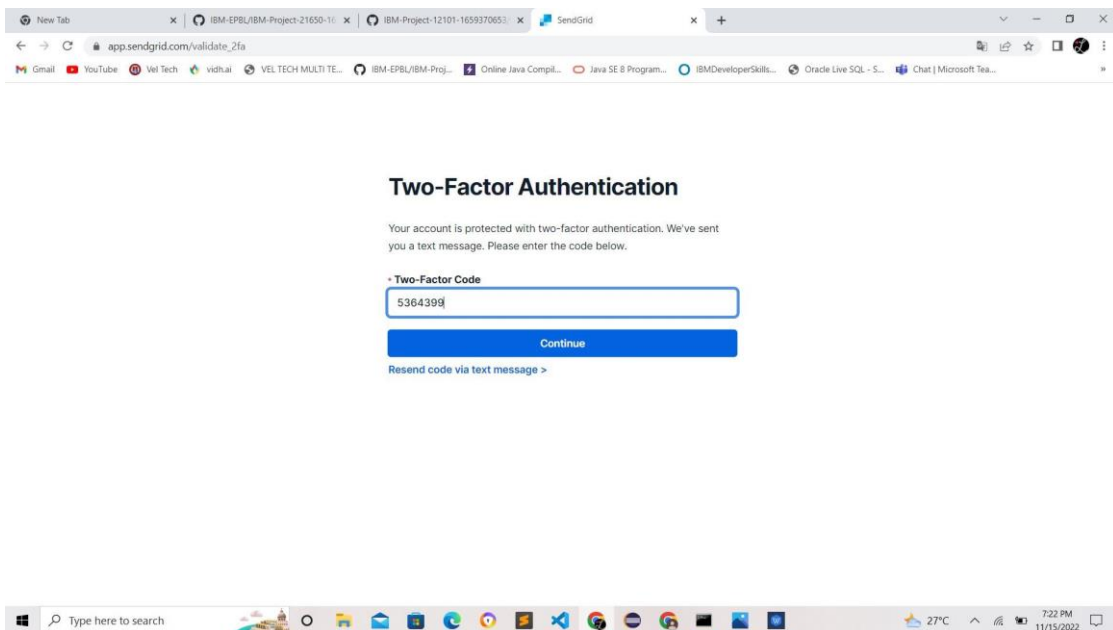 New Tab
IBM-EPBL/IBM-Project-21650-16
IBM-Project-12101-1659370653
SendGrid
app.sendgrid.com/validate_2fa
Gmail YouTube Vel Tech vidh.ai VEL TECH MULTI TE... IBM-EPBL/IBM-Proj... Online Java Compil... Java SE 8 Program... IBMDeveloperSkills... Oracle Live SQL - S... Chat | Microsoft Tea...
Two-Factor Authentication
Your account is protected with two-factor authentication. We've sent
you a text message. Please enter the code below.
• Two-Factor Code
5364399
Continue
Resend code via text message >
Type here to search
27°C
7:22 PM
11/15/2022